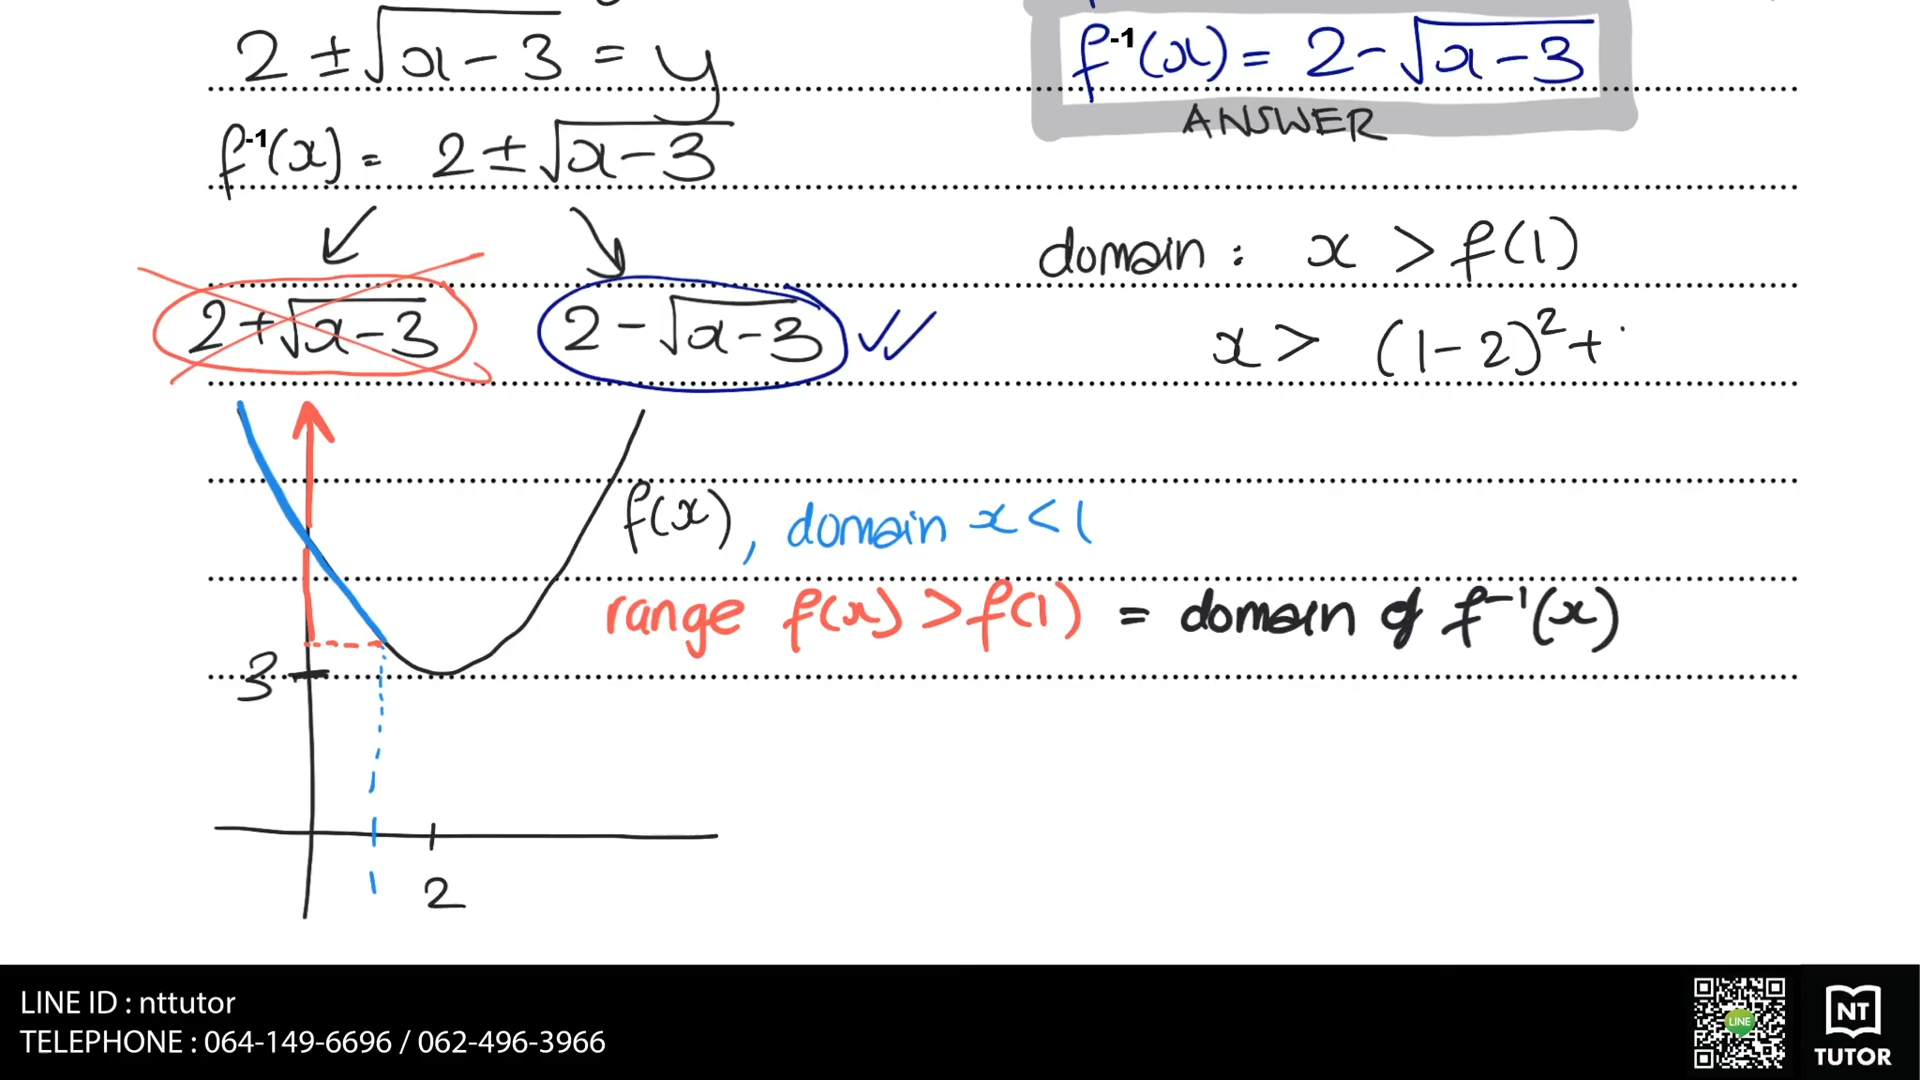 2 ± √x - 3 = y
f⁻¹(x) = 2 ± √x - 3
2 + √x - 3
2 - √x - 3
f⁻¹(x) = 2 - √x - 3
ANSWER
domain : x > f(1)
x > (1 - 2)² +
f(x), domain x < 1
range f(x) > f(1) = domain of f⁻¹(x)
3
2
LINE ID : nttutor
TELEPHONE : 064-149-6696 / 062-496-3966
LINE
NT
TUTOR